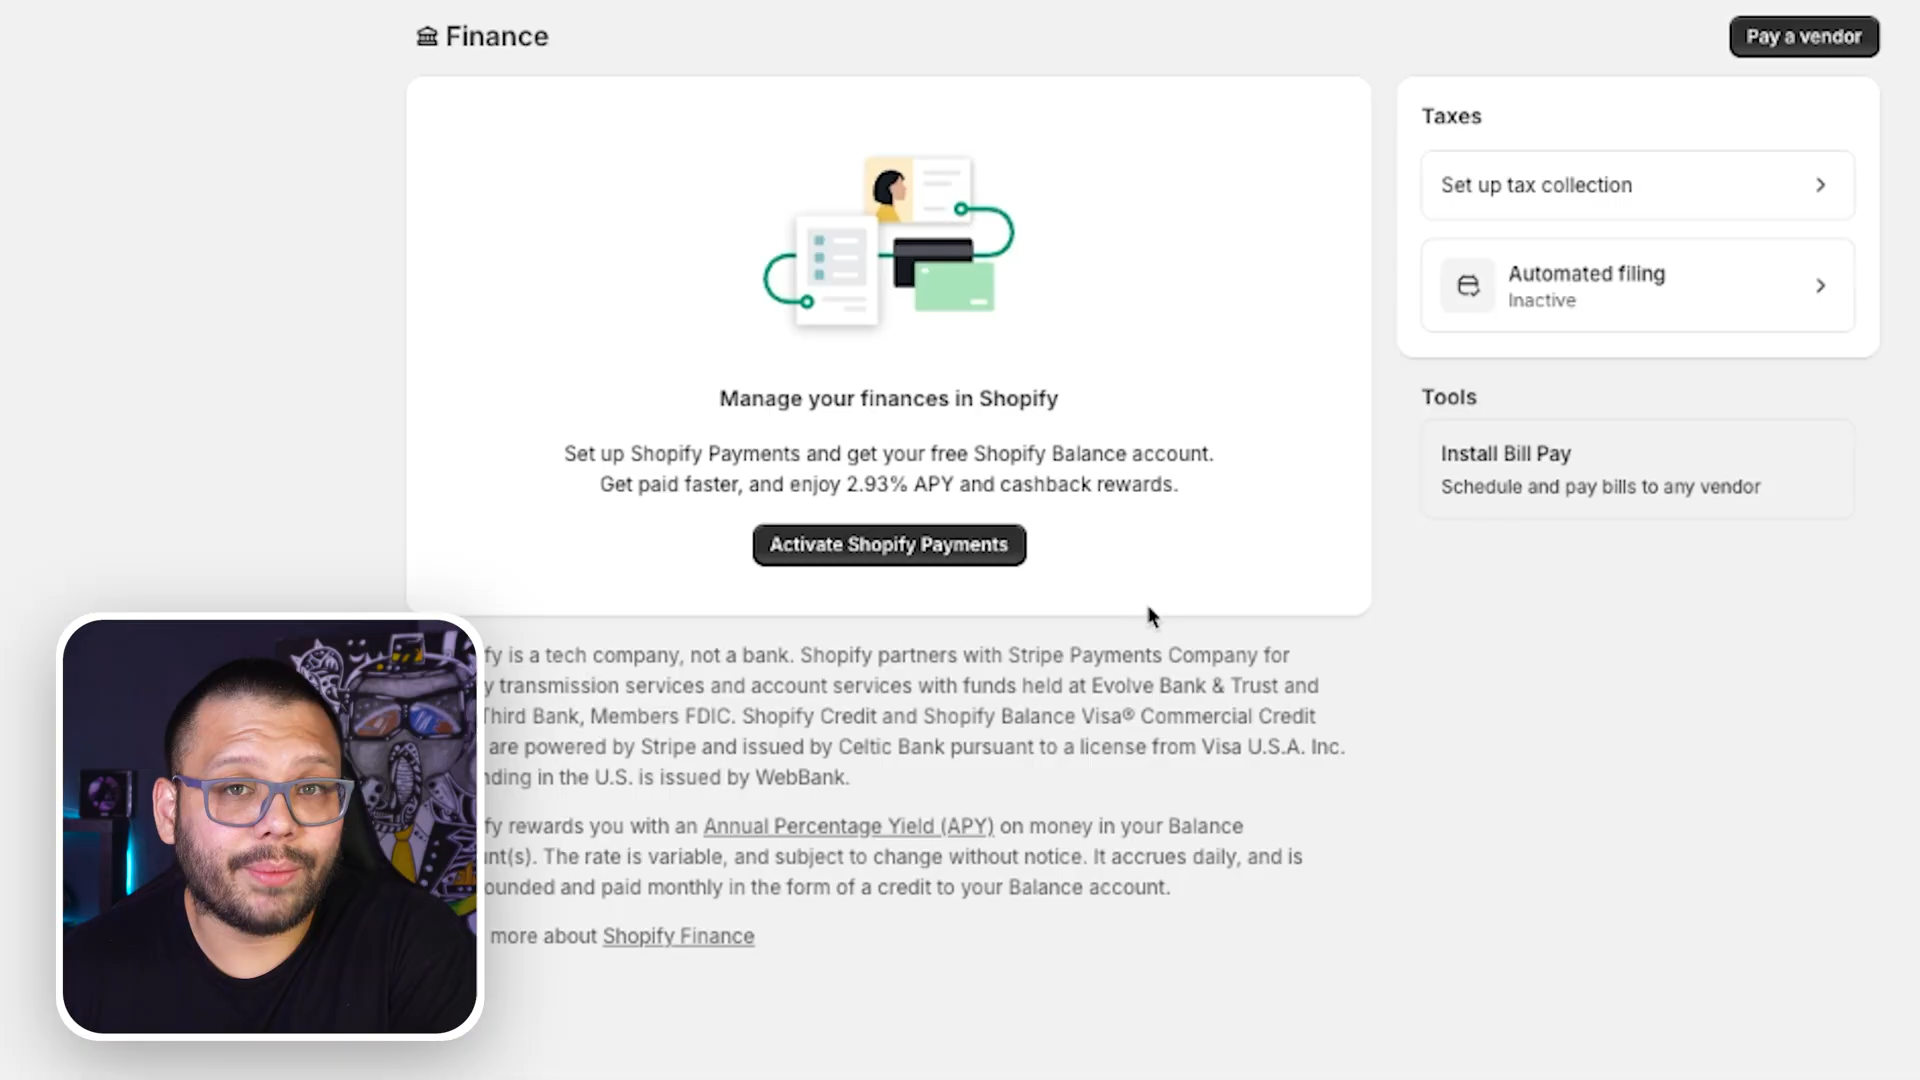 Finance
Pay a vendor
Manage your finances in Shopify
Set up Shopify Payments and get your free Shopify Balance account.
Get paid faster, and enjoy 2.93% APY and cashback rewards.
Activate Shopify Payments
Taxes
Set up tax collection
Automated filing
Inactive
Tools
Install Bill Pay
Schedule and pay bills to any vendor
fy is a tech company, not a bank. Shopify partners with Stripe Payments Company for
y transmission services and account services with funds held at Evolve Bank & Trust and
Third Bank, Members FDIC. Shopify Credit and Shopify Balance Visa® Commercial Credit
are powered by Stripe and issued by Celtic Bank pursuant to a license from Visa U.S.A. Inc.
nding in the U.S. is issued by WebBank.
fy rewards you with an Annual Percentage Yield (APY) on money in your Balance
nt(s). The rate is variable, and subject to change without notice. It accrues daily, and is
ounded and paid monthly in the form of a credit to your Balance account.
more about Shopify Finance